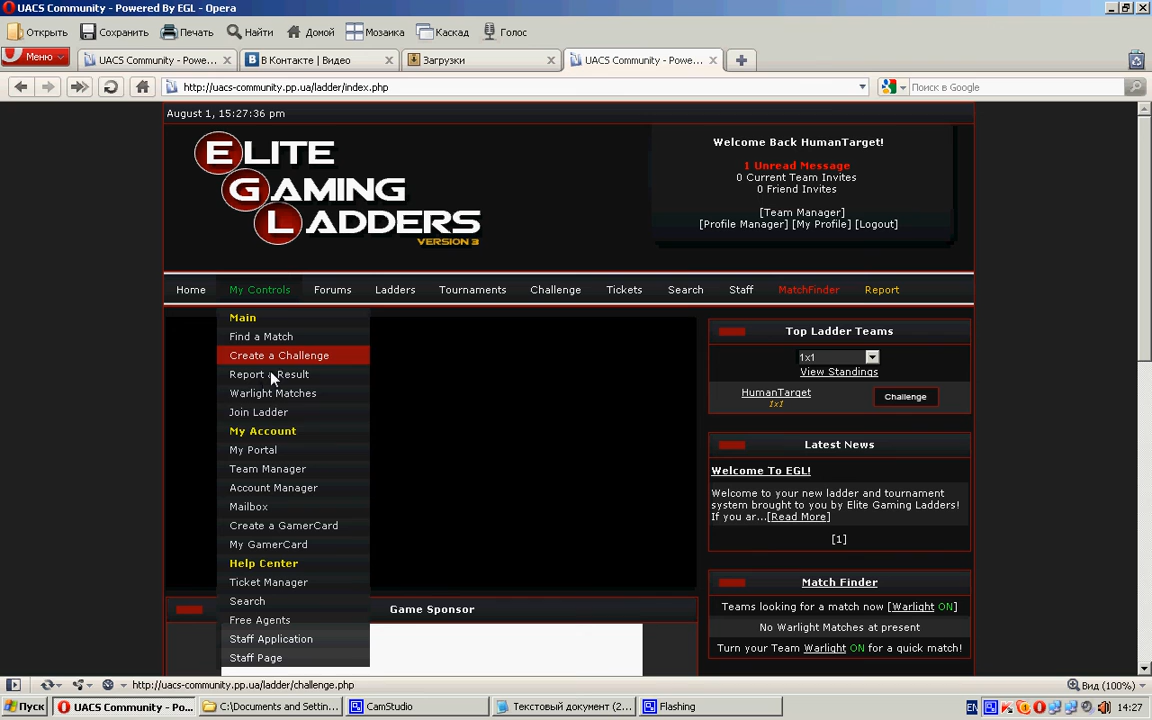 UACS Community - Powered By EGL - Opera
Открыть Сохранить Печать Найти Домой Мозаика Каскад Голос
Меню UACS Community - Powe... В Контакте | Видео Загрузки UACS Community - Powe...
http://uacs-community.pp.ua/ladder/index.php Поиск в Google
August 1, 15:27:36 pm
ELITE
GAMING
LADDERS
VERSION 3
Welcome Back HumanTarget!
1 Unread Message
0 Current Team Invites
0 Friend Invites
[Team Manager]
[Profile Manager] [My Profile] [Logout]
Home My Controls Forums Ladders Tournaments Challenge Tickets Search Staff MatchFinder Report
Main
Find a Match
Create a Challenge
Report a Result
Warlight Matches
Join Ladder
My Account
My Portal
Team Manager
Account Manager
Mailbox
Create a GamerCard
My GamerCard
Help Center
Ticket Manager
Search
Free Agents
Staff Application
Staff Page
Game Sponsor
Top Ladder Teams
1x1
View Standings
HumanTarget
1x1
Challenge
Latest News
Welcome To EGL!
Welcome to your new ladder and tournament
system brought to you by Elite Gaming Ladders!
If you ar...[Read More]
[1]
Match Finder
Teams looking for a match now [Warlight ON]
No Warlight Matches at present
Turn your Team Warlight ON for a quick match!
http://uacs-community.pp.ua/ladder/challenge.php Вид (100%)
Пуск UACS Community - Po... C:\Documents and Settin... CamStudio Текстовый документ (2... Flashing EN 14:27